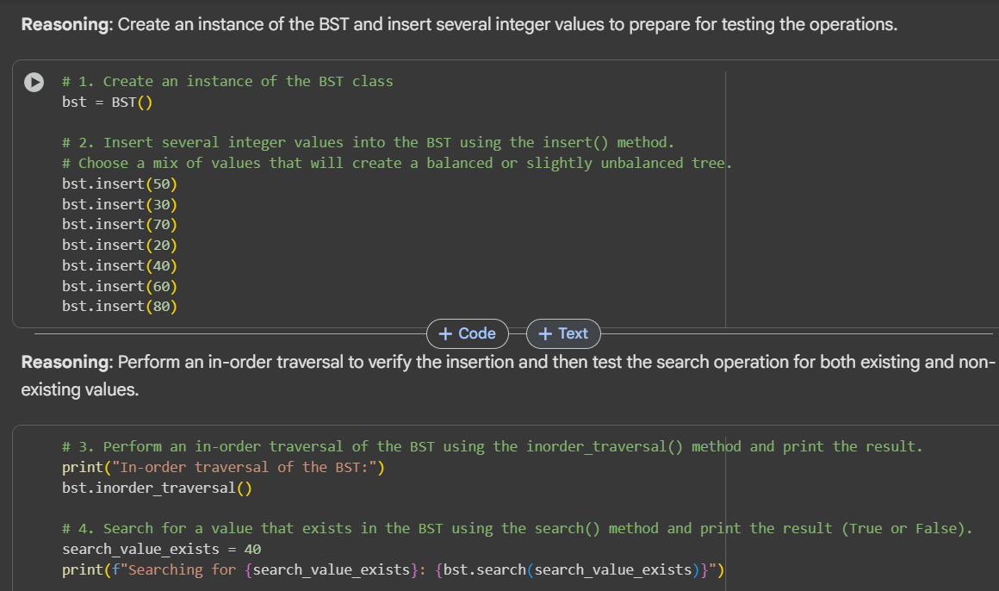 Reasoning: Create an instance of the BST and insert several integer values to prepare for testing the operations.
# 1. Create an instance of the BST class
bst = BST()
# 2. Insert several integer values into the BST using the insert() method.
# Choose a mix of values that will create a balanced or slightly unbalanced tree.
bst.insert(50)
bst.insert(30)
bst.insert(70)
bst.insert(20)
bst.insert(40)
bst.insert(60)
bst.insert(80)
+ Code + Text
Reasoning: Perform an in-order traversal to verify the insertion and then test the search operation for both existing and non-
existing values.
# 3. Perform an in-order traversal of the BST using the inorder_traversal() method and print the result.
print("In-order traversal of the BST:")
bst.inorder_traversal()
# 4. Search for a value that exists in the BST using the search() method and print the result (True or False).
search_value_exists = 40
print(f"Searching for {search_value_exists}: {bst.search(search_value_exists)}")